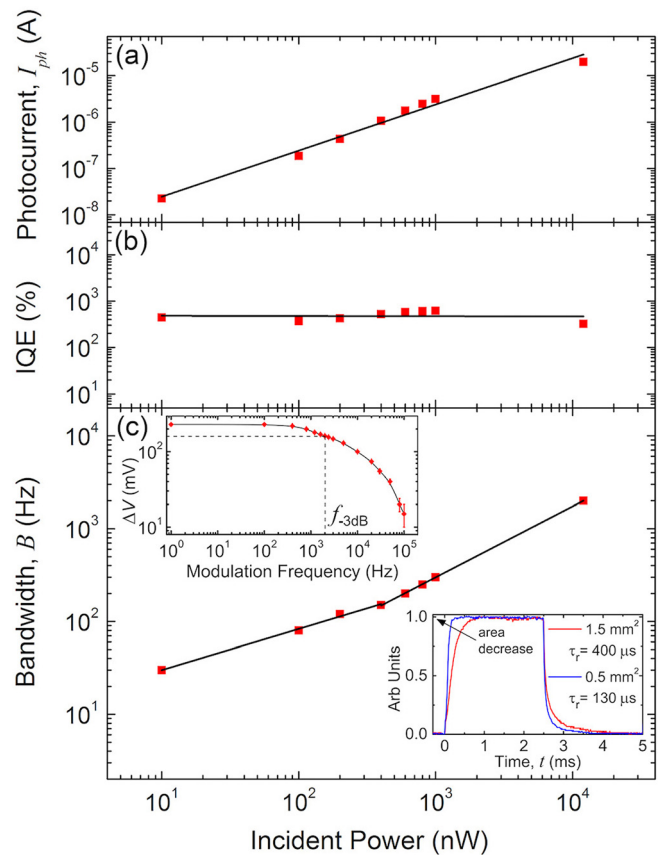 (a)
Photocurrent, I_ph (A)
10^-5
10^-6
10^-7
10^-8
(b)
IQE (%)
10^4
10^3
10^2
10^1
(c)
Bandwidth, B (Hz)
10^4
10^3
10^2
10^1
ΔV (mV)
10^2
10^1
f_-3dB
10^0 10^2 10^3 10^4 10^5
Modulation Frequency (Hz)
Arb Units
1.0
0.5
0.0
area
decrease
1.5 mm^2
τ_r= 400 μs
0.5 mm^2
τ_r= 130 μs
0 1 2 3 4 5
Time, t (ms)
10^1 10^2 10^3 10^4
Incident Power (nW)